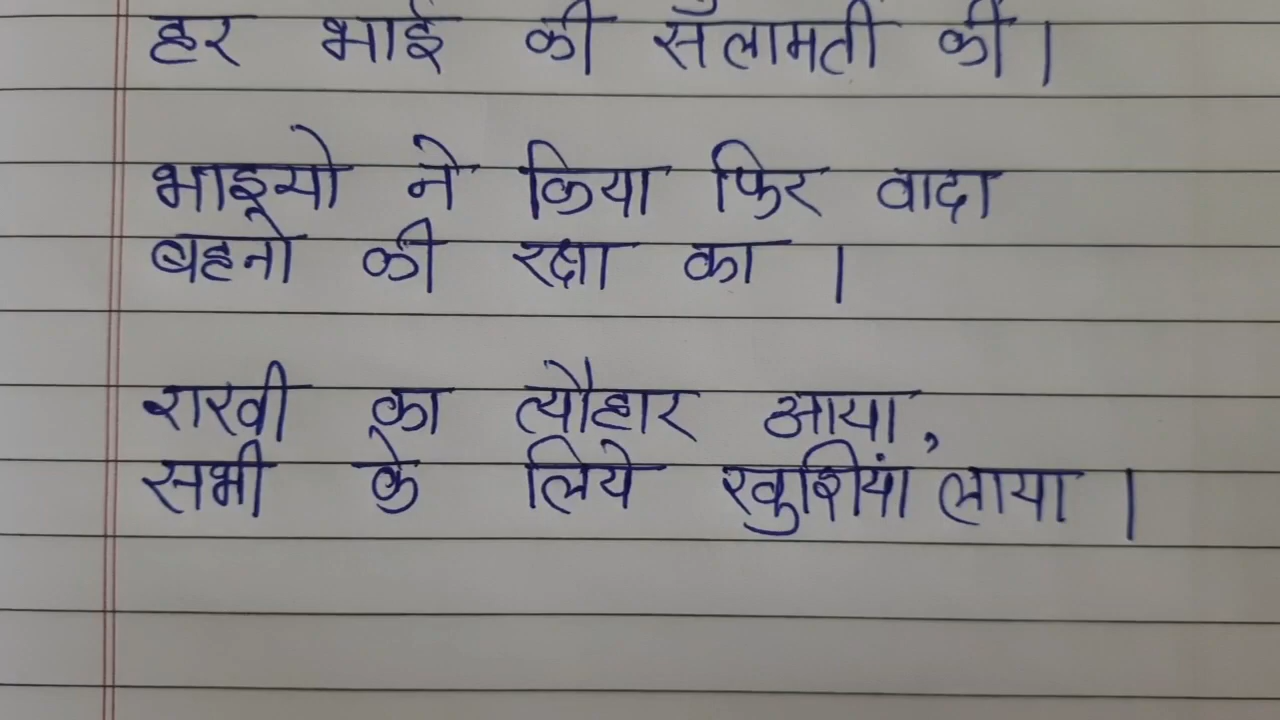 हर भाई की सलामती की।
भाइयो ने किया फिर वादा
बहनो की रक्षा का ।
राखी का त्यौहार आया,
सभी के लिये खुशियां लाया ।